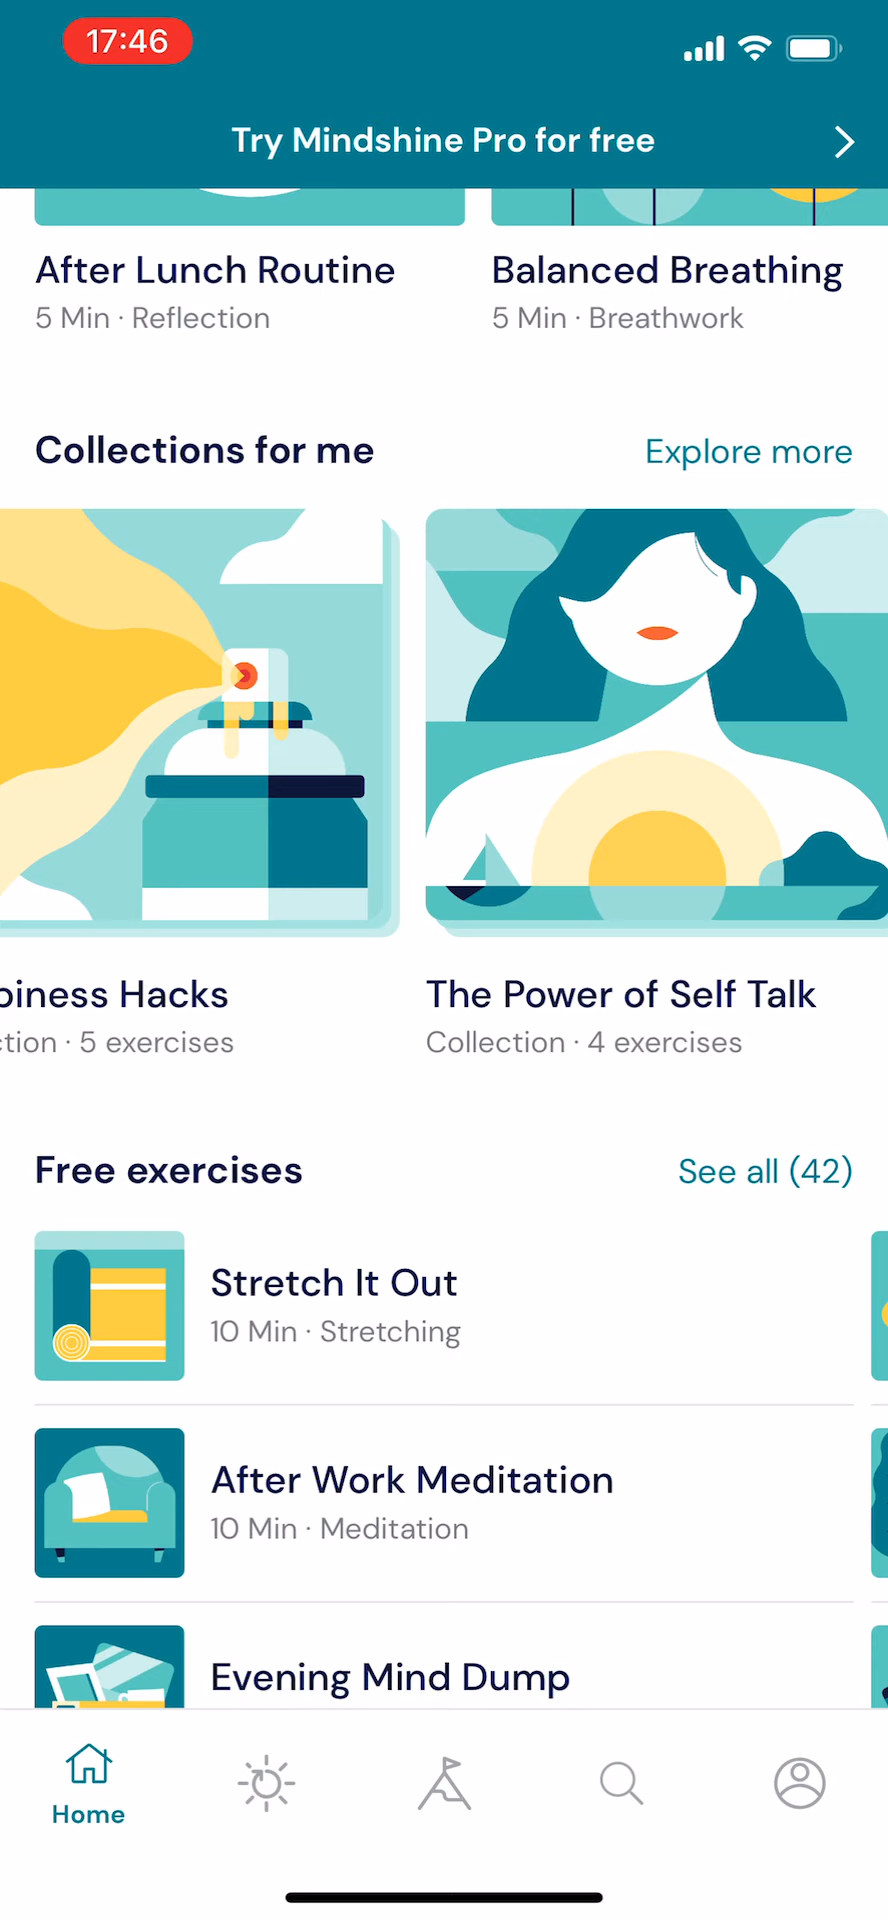 17:46
Try Mindshine Pro for free
After Lunch Routine
5 Min · Reflection
Balanced Breathing
5 Min · Breathwork
Collections for me
Explore more
piness Hacks
ction · 5 exercises
The Power of Self Talk
Collection · 4 exercises
Free exercises
See all (42)
Stretch It Out
10 Min · Stretching
After Work Meditation
10 Min · Meditation
Evening Mind Dump
Home